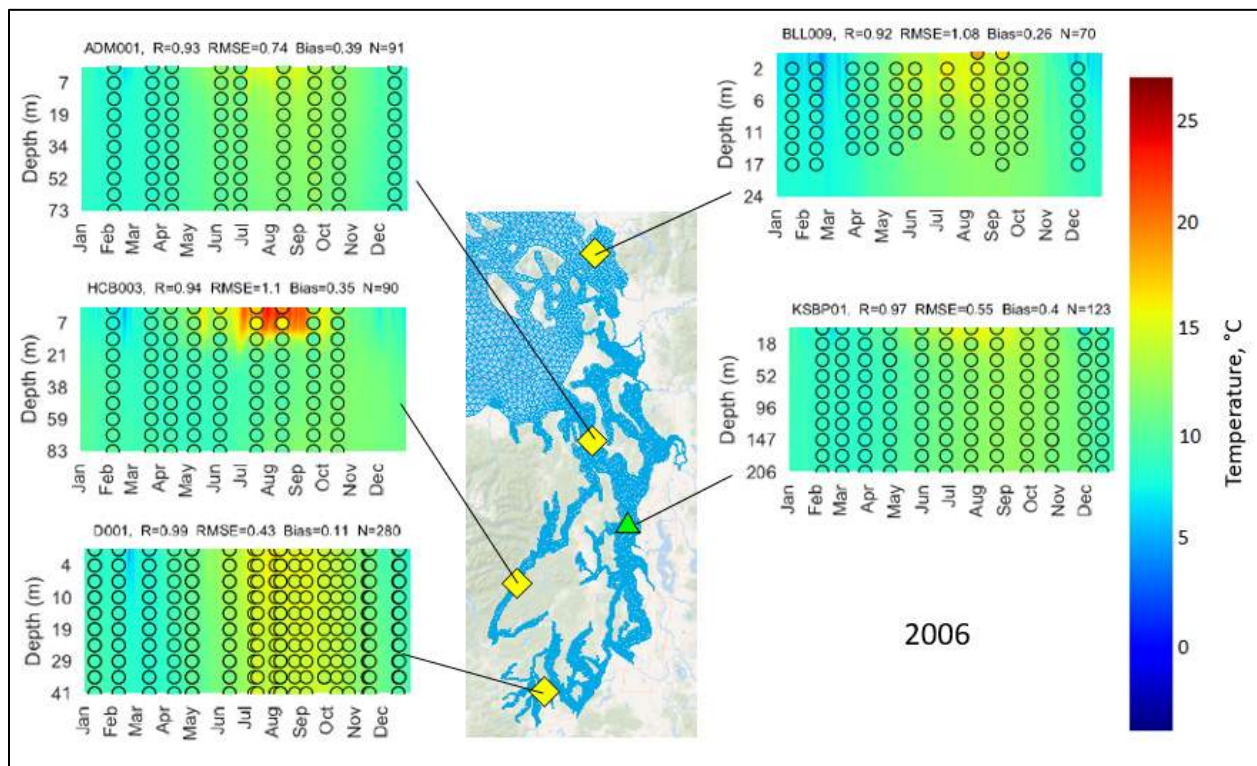 ADM001, R=0.93 RMSE=0.74 Bias=0.39 N=91
Depth (m)
7
19
34
52
73
Jan Feb Mar Apr May Jun Jul Aug Sep Oct Nov Dec
HCB003, R=0.94 RMSE=1.1 Bias=0.35 N=90
Depth (m)
7
21
38
59
83
Jan Feb Mar Apr May Jun Jul Aug Sep Oct Nov Dec
D001, R=0.99 RMSE=0.43 Bias=0.11 N=280
Depth (m)
4
10
19
29
41
Jan Feb Mar Apr May Jun Jul Aug Sep Oct Nov Dec
BLL009, R=0.92 RMSE=1.08 Bias=0.26 N=70
Depth (m)
2
6
11
17
24
Jan Feb Mar Apr May Jun Jul Aug Sep Oct Nov Dec
KSBP01, R=0.97 RMSE=0.55 Bias=0.4 N=123
Depth (m)
18
52
96
147
206
Jan Feb Mar Apr May Jun Jul Aug Sep Oct Nov Dec
2006
25
20
15
10
5
0
Temperature, °C